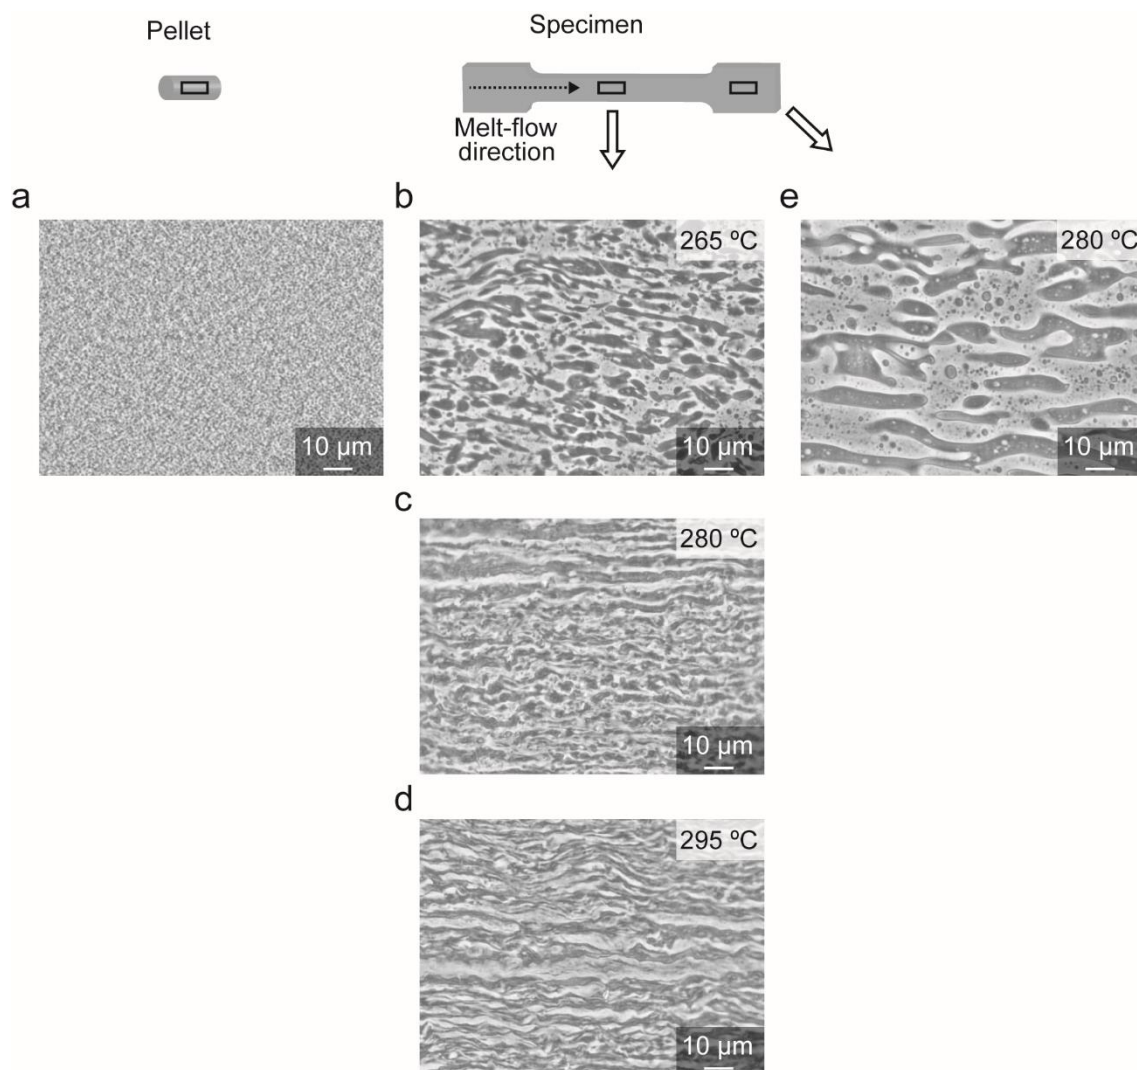 Pellet
Specimen
Melt-flow
direction
a
b
e
265 ºC
280 ºC
10 µm
10 µm
10 µm
c
280 ºC
10 µm
d
295 ºC
10 µm